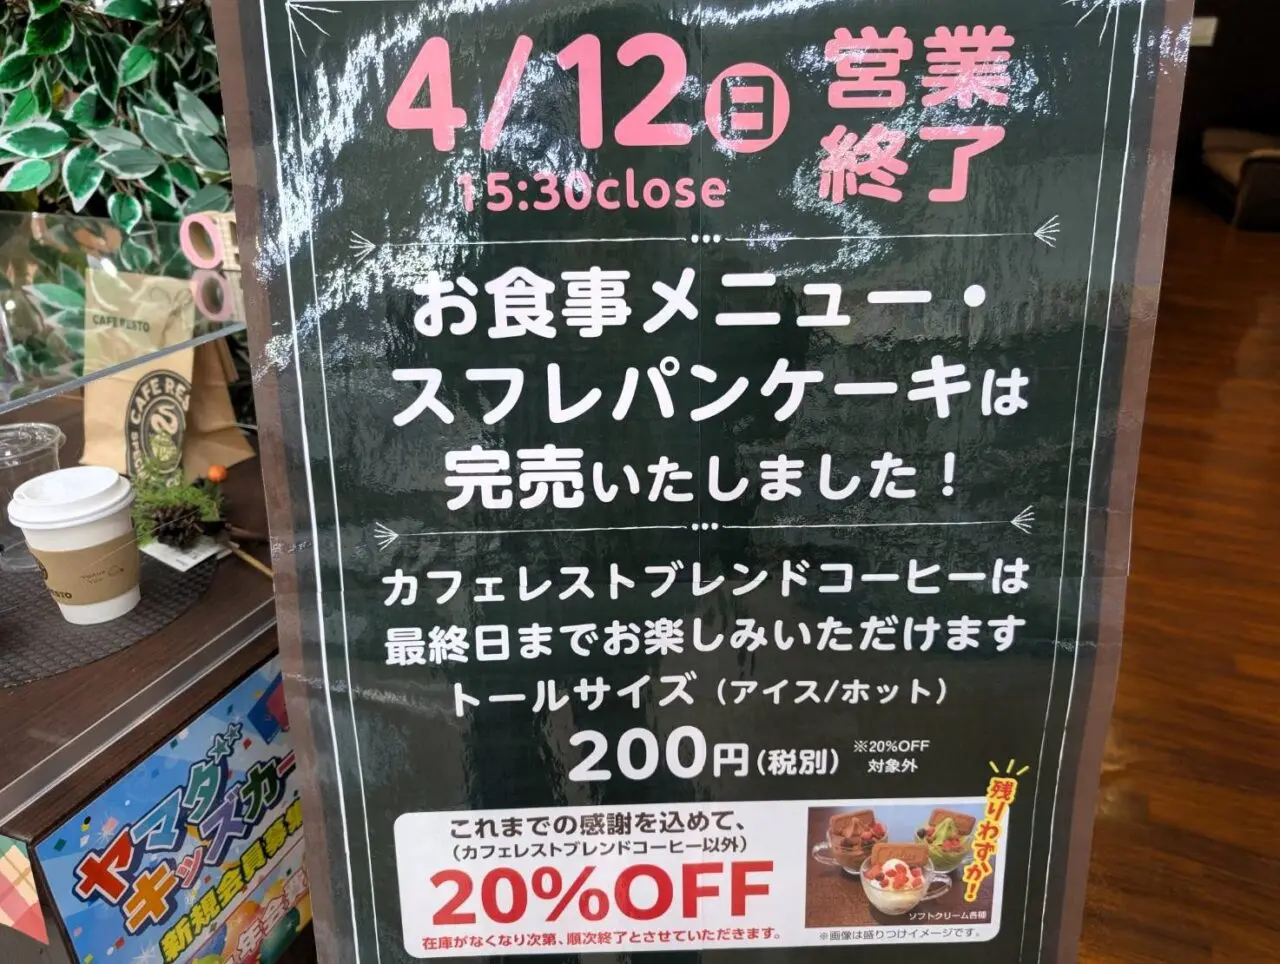 4/12㊐ 営業終了
15:30close
お食事メニュー・
スフレパンケーキは
完売いたしました！
カフェレストブレンドコーヒーは
最終日までお楽しみいただけます
トールサイズ（アイス/ホット）
200円（税別）
※20%OFF
対象外
これまでの感謝を込めて、
（カフェレストブレンドコーヒー以外）
20%OFF
在庫がなくなり次第、順次終了とさせていただきます。
残りわずか！
ソフトクリーム各種
※画像は盛りつけイメージです。
CAFE RESTO
CAFE RES
ヤマダ
キッズカー
新規会員募集
年会費